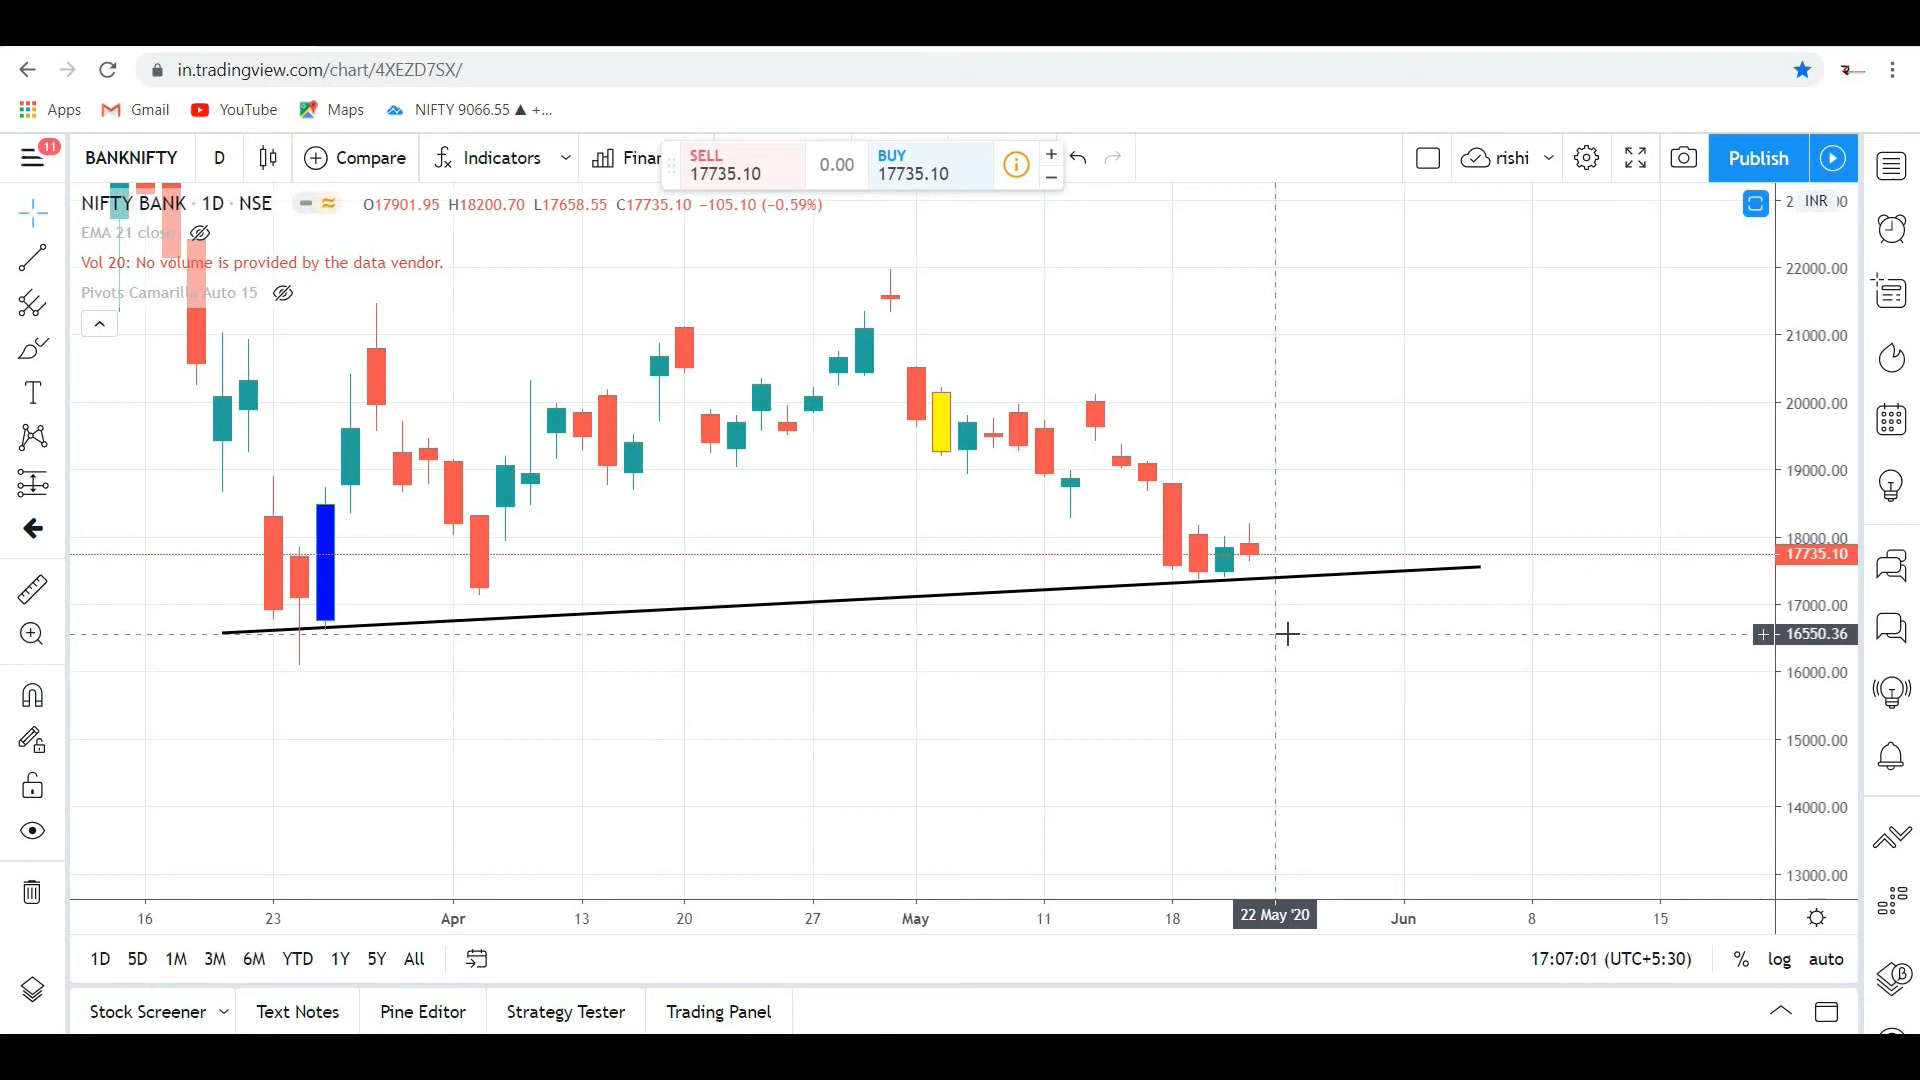 in.tradingview.com/chart/4XEZD7SX/
Apps Gmail YouTube Maps NIFTY 9066.55 ▲ +...
11
BANKNIFTY D Compare Indicators Finan SELL 17735.10 0.00 BUY 17735.10 rishi Publish
NIFTY BANK · 1D · NSE O17901.95 H18200.70 L17658.55 C17735.10 −105.10 (−0.59%)
INR
EMA 21 close
Vol 20: No volume is provided by the data vendor.
Pivots Camarilla Auto 15
22000.00
21000.00
20000.00
19000.00
18000.00
17735.10
17000.00
16550.36
16000.00
15000.00
14000.00
13000.00
16 23 Apr 13 20 27 May 11 18 22 May '20 Jun 8 15
1D 5D 1M 3M 6M YTD 1Y 5Y All 17:07:01 (UTC+5:30) % log auto
Stock Screener Text Notes Pine Editor Strategy Tester Trading Panel